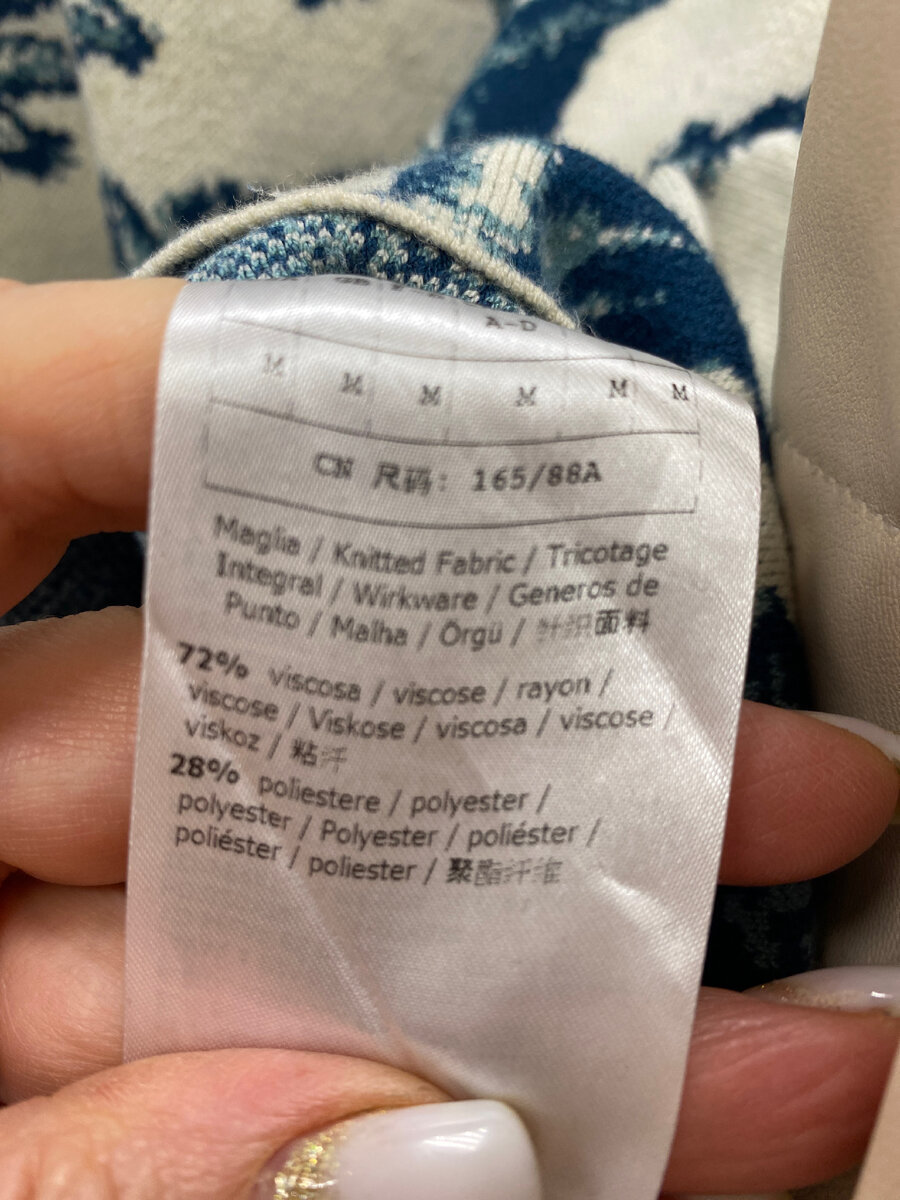 A-D
M M M M M M
CN 尺码: 165/88A
Maglia / Knitted Fabric / Tricotage
Integral / Wirkware / Generos de
Punto / Malha / Örgü / 针织面料
72% viscosa / viscose / rayon /
viscose / Viskose / viscosa / viscose /
viskoz / 粘纤
28% poliestere / polyester /
polyester / Polyester / poliéster /
poliéster / poliester / 聚酯纤维